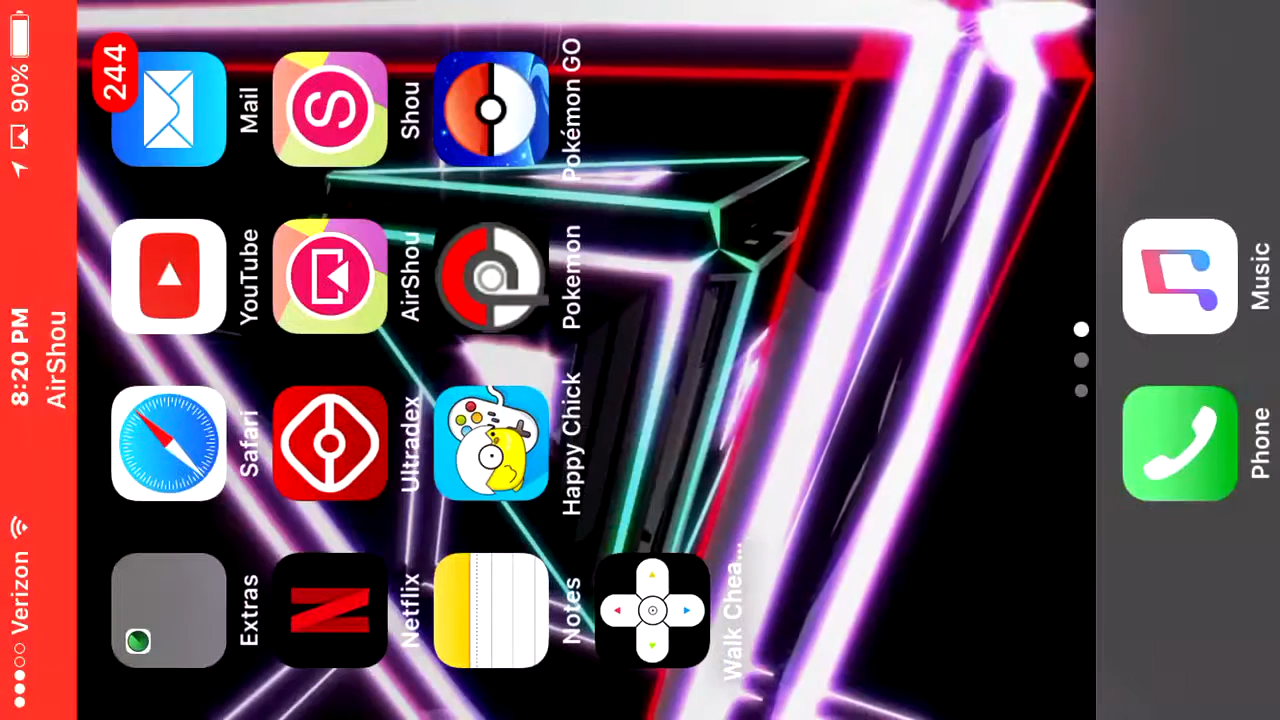 Verizon 8:20 PM 90%
AirShou
244
Extras Safari YouTube Mail
Netflix Ultradex AirShou Shou
Notes Happy Chick Pokemon Pokémon GO
Walk Chea...
Phone Music